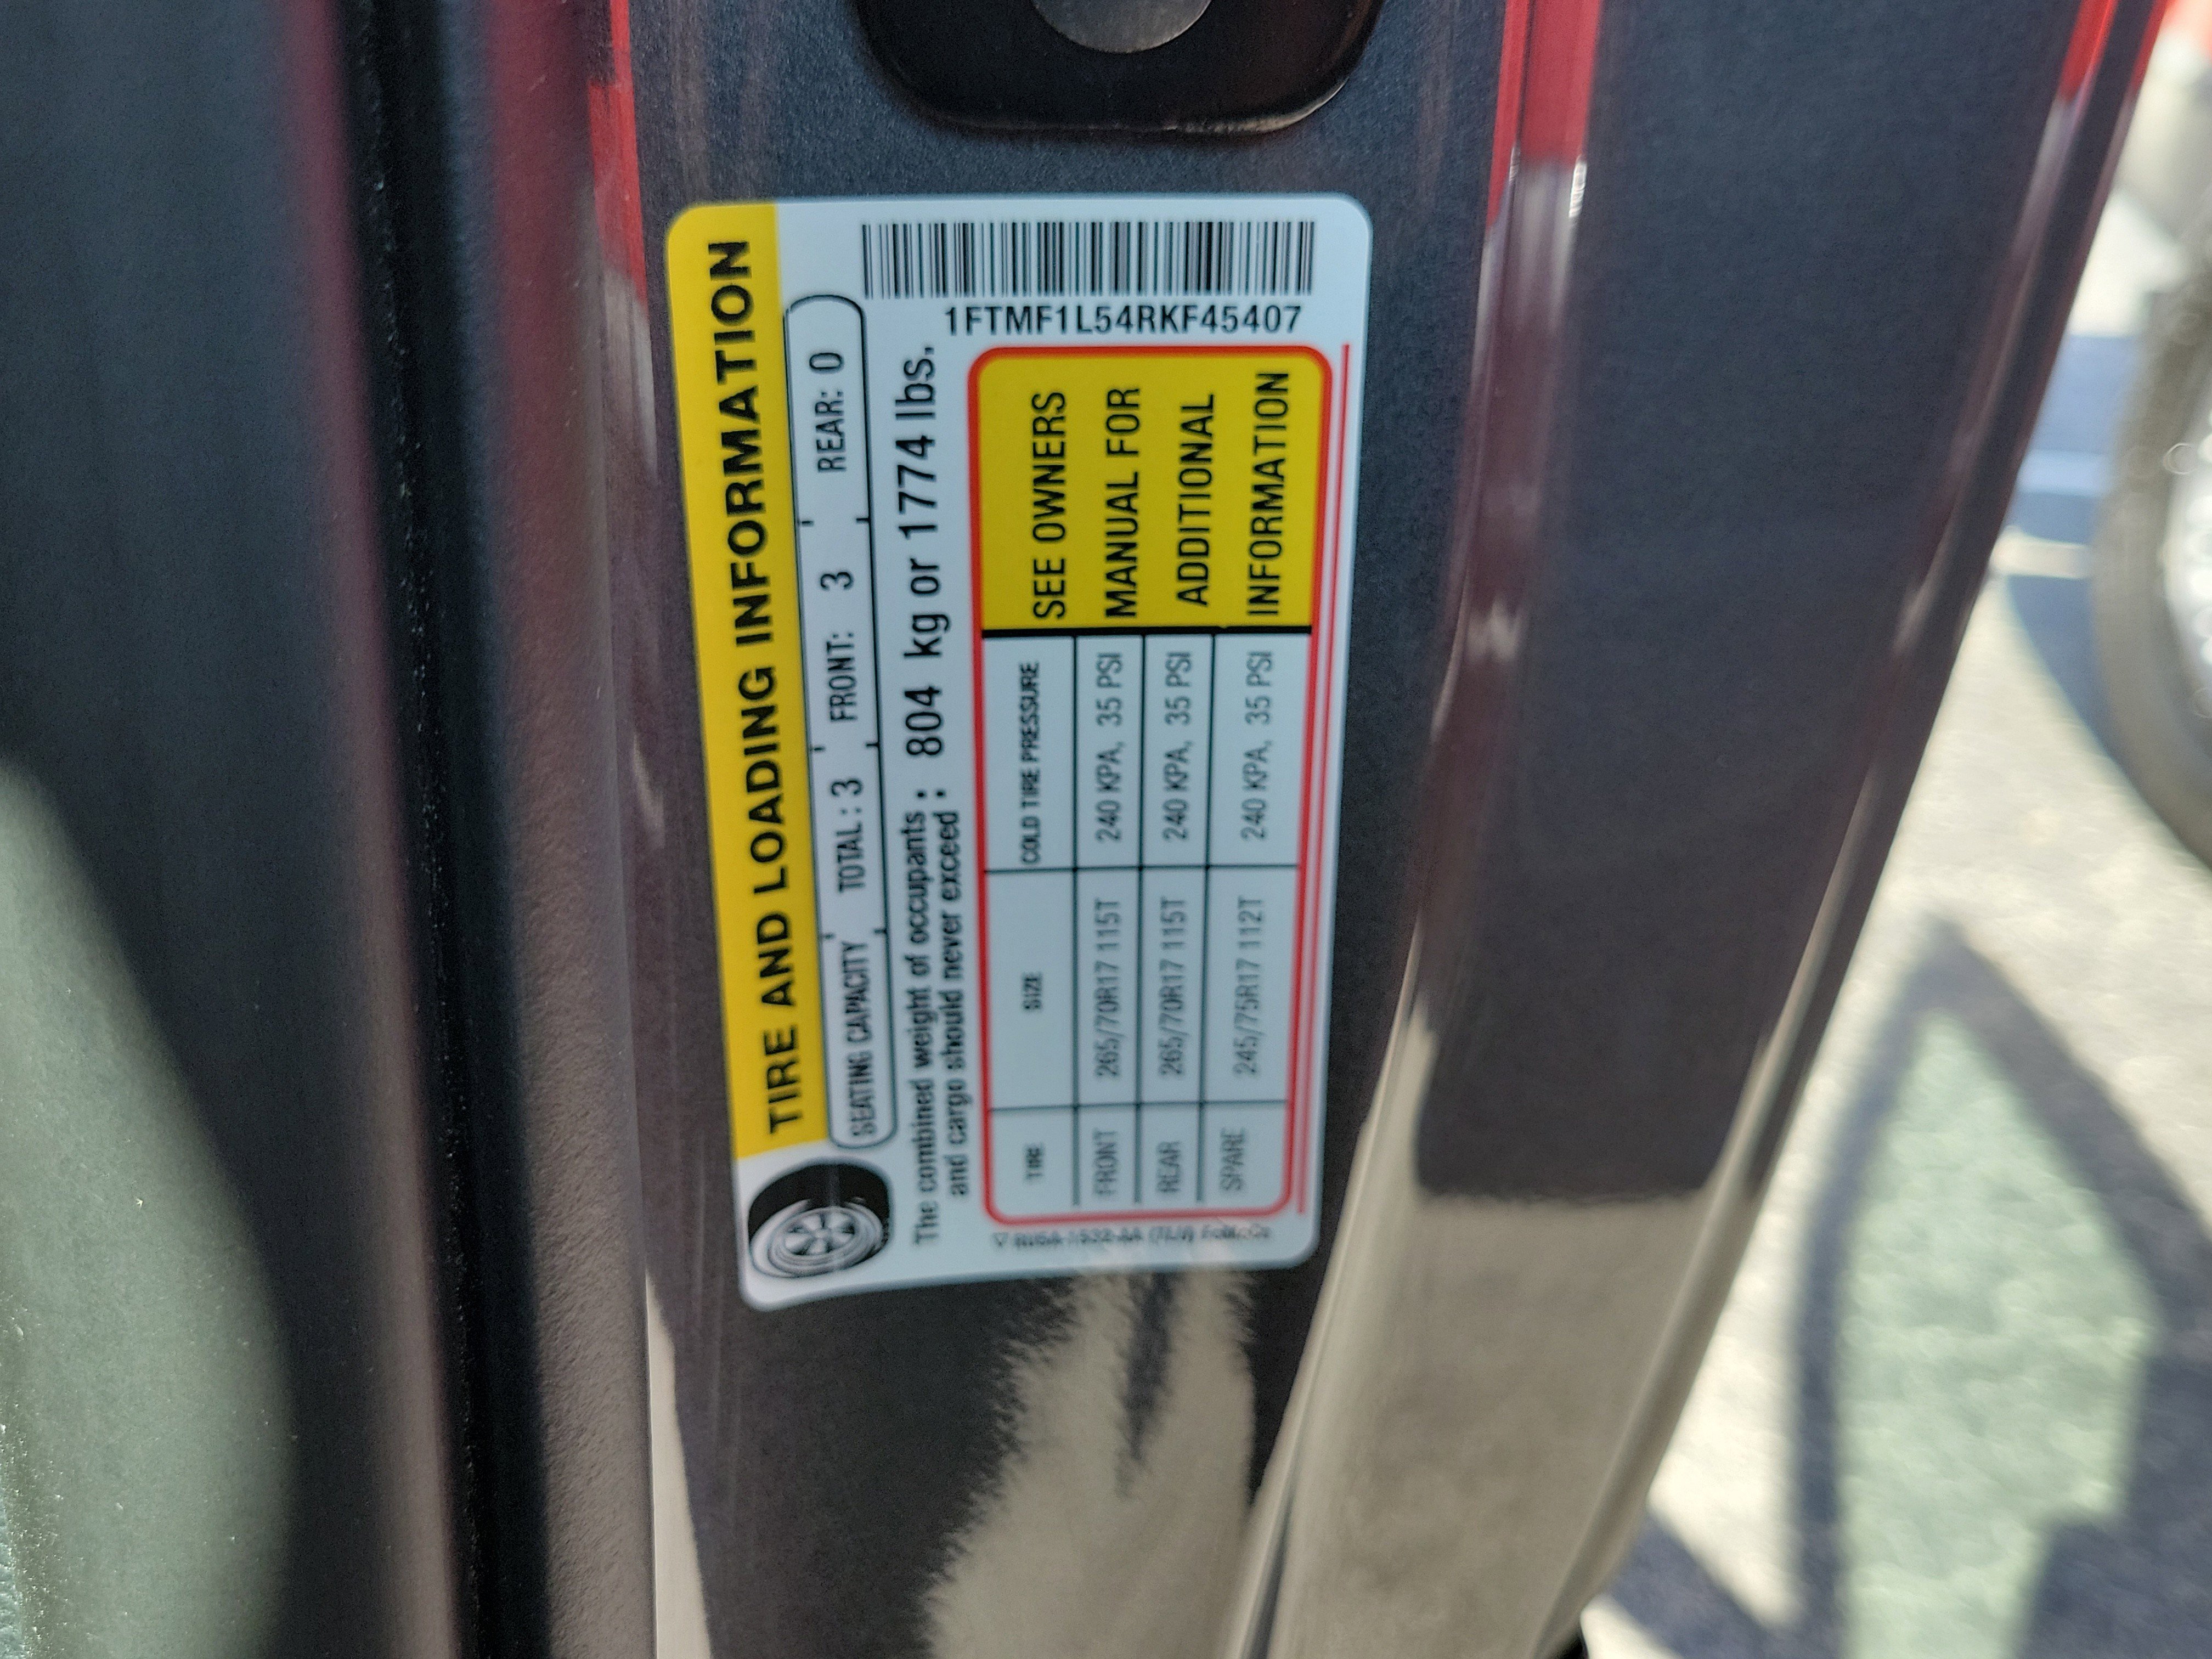 TIRE AND LOADING INFORMATION
SEATING CAPACITY TOTAL : 3 FRONT: 3 REAR: 0
The combined weight of occupants :
and cargo should never exceed : 804 kg or 1774 lbs.
1FTMF1L54RKF45407
TIRE SIZE COLD TIRE PRESSURE
FRONT 265/70R17 115T 240 KPA, 35 PSI
REAR 265/70R17 115T 240 KPA, 35 PSI
SPARE 245/75R17 112T 240 KPA, 35 PSI
SEE OWNERS
MANUAL FOR
ADDITIONAL
INFORMATION